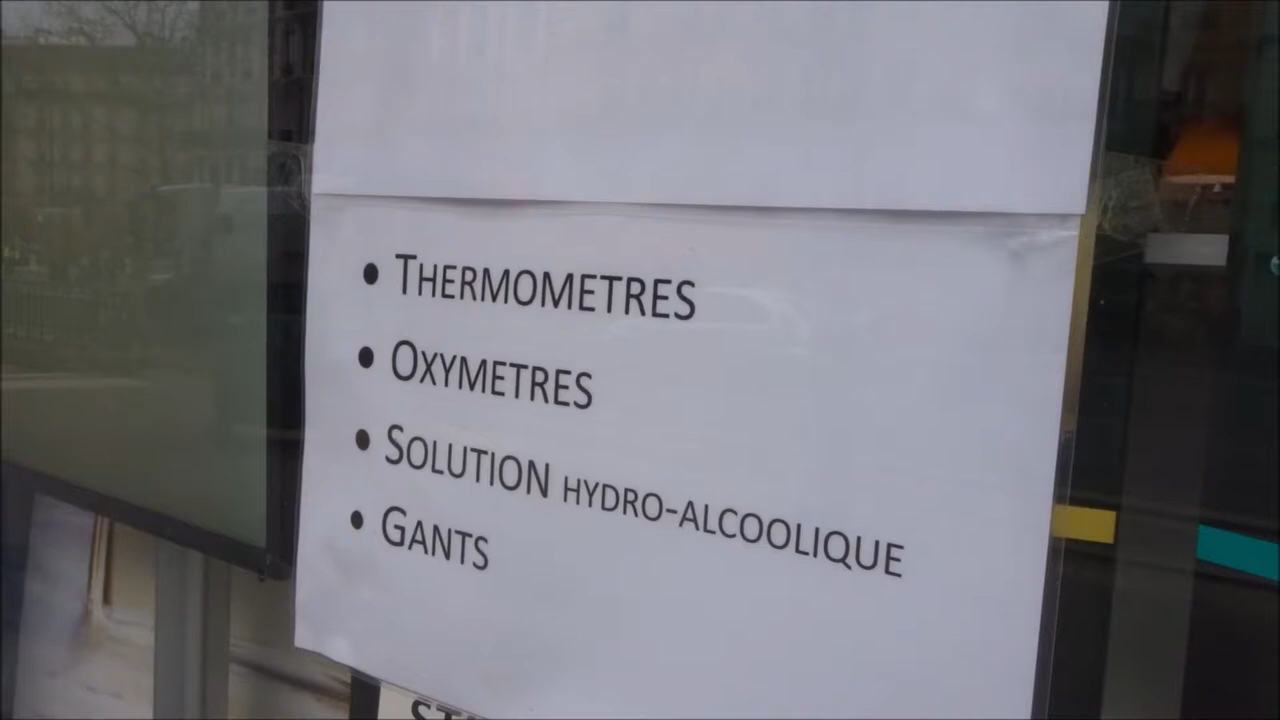 • THERMOMETRES
• OXYMETRES
• SOLUTION HYDRO-ALCOOLIQUE
• GANTS